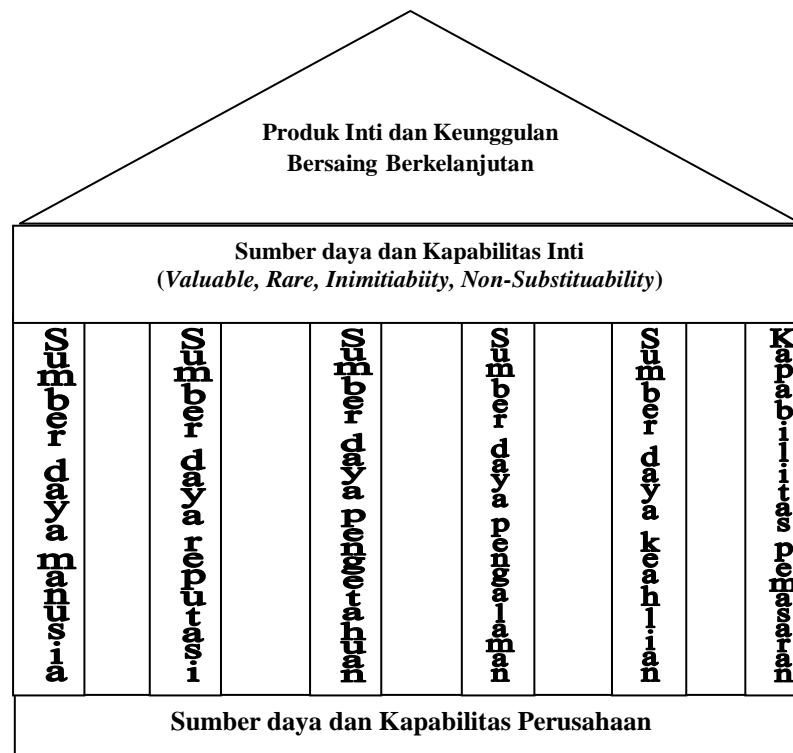 Produk Inti dan Keunggulan
Bersaing Berkelanjutan
Sumber daya dan Kapabilitas Inti
(Valuable, Rare, Inimitiabiity, Non-Substituability)
Sumber daya manusia
Sumber daya reputasi
Sumber daya pengetahuan
Sumber daya pengalaman
Sumber daya keahlian
Kapabilitas pemasaran
Sumber daya dan Kapabilitas Perusahaan